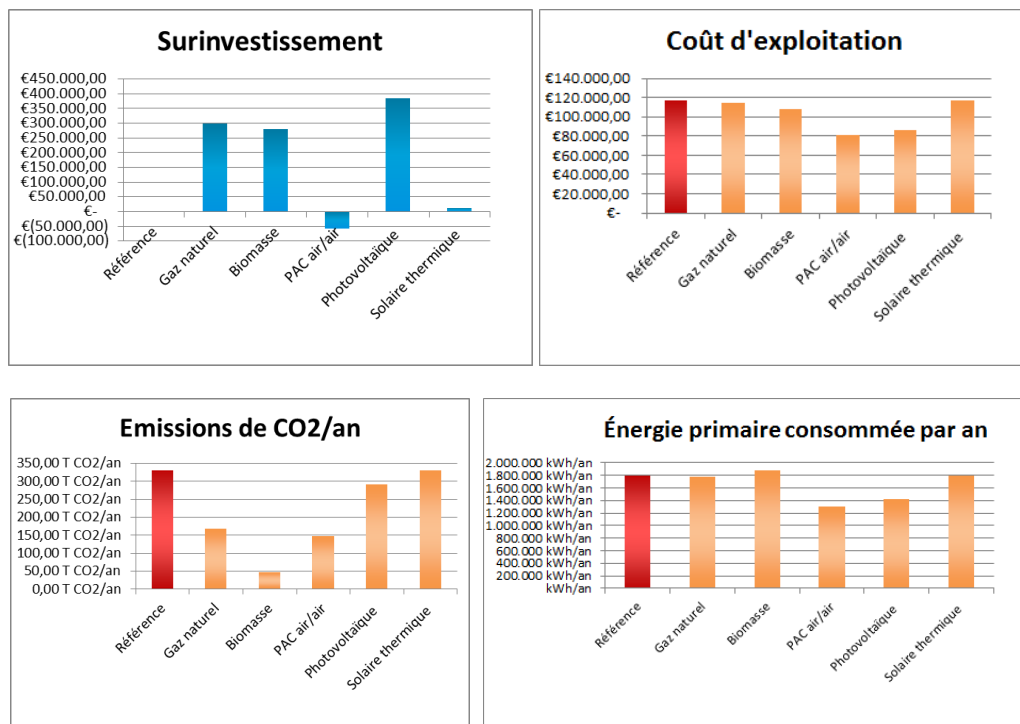 Surinvestissement
€450.000,00
€400.000,00
€350.000,00
€300.000,00
€250.000,00
€200.000,00
€150.000,00
€100.000,00
€50.000,00
€-
€(50.000,00)
€(100.000,00)
Référence
Gaz naturel
Biomasse
PAC air/air
Photovoltaïque
Solaire thermique
Coût d'exploitation
€140.000,00
€120.000,00
€100.000,00
€80.000,00
€60.000,00
€40.000,00
€20.000,00
€-
Référence
Gaz naturel
Biomasse
PAC air/air
Photovoltaïque
Solaire thermique
Emissions de CO2/an
350,00 T CO2/an
300,00 T CO2/an
250,00 T CO2/an
200,00 T CO2/an
150,00 T CO2/an
100,00 T CO2/an
50,00 T CO2/an
0,00 T CO2/an
Référence
Gaz naturel
Biomasse
PAC air/air
Photovoltaïque
Solaire thermique
Énergie primaire consommée par an
2.000.000 kWh/an
1.800.000 kWh/an
1.600.000 kWh/an
1.400.000 kWh/an
1.200.000 kWh/an
1.000.000 kWh/an
800.000 kWh/an
600.000 kWh/an
400.000 kWh/an
200.000 kWh/an
kWh/an
Référence
Gaz naturel
Biomasse
PAC air/air
Photovoltaïque
Solaire thermique